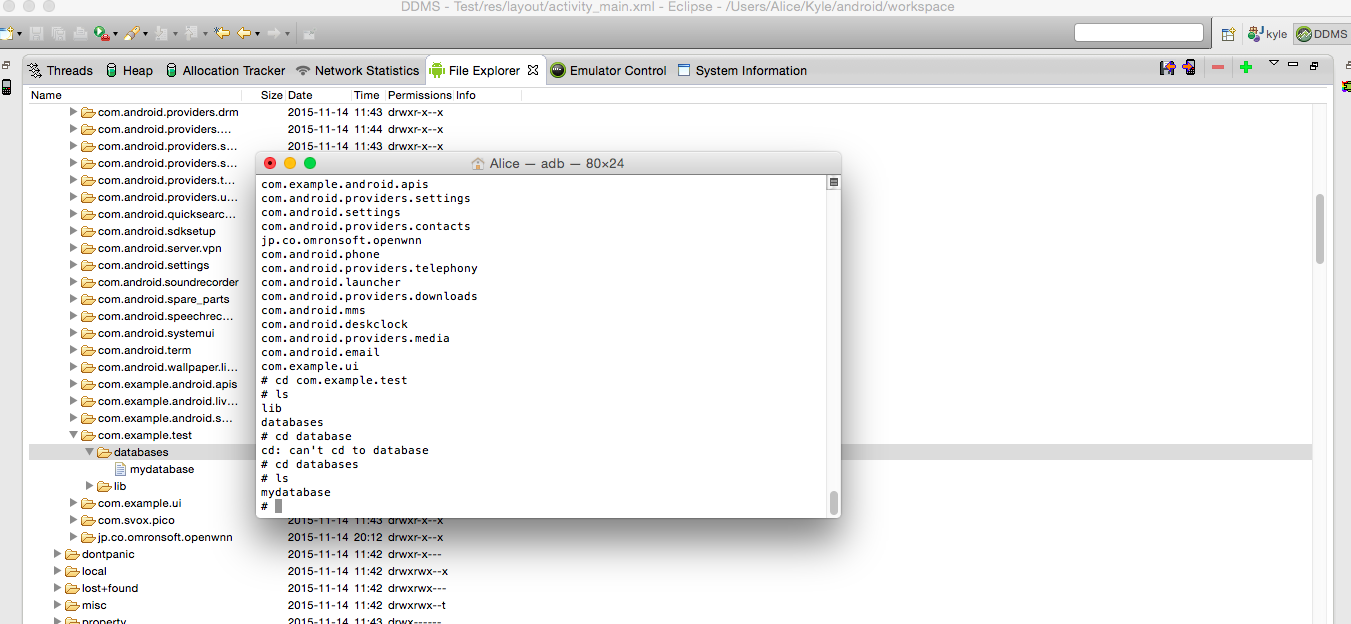 DDMS - Test/res/layout/activity_main.xml - Eclipse - /Users/Alice/Kyle/android/workspace
kyle DDMS
Threads Heap Allocation Tracker Network Statistics File Explorer Emulator Control System Information
Name Size Date Time Permissions Info
com.android.providers.drm 2015-11-14 11:43 drwxr-x--x
com.android.providers.... 2015-11-14 11:44 drwxr-x--x
com.android.providers.s... 2015-11-14 11:43 drwxr-x--x
com.android.providers.s...
com.android.providers.t...
com.android.providers.u...
com.android.quicksearc...
com.android.sdksetup
com.android.server.vpn
com.android.settings
com.android.soundrecorder
com.android.spare_parts
com.android.speechrec...
com.android.systemui
com.android.term
com.android.wallpaper.li...
com.example.android.apis
com.example.android.liv...
com.example.android.s...
com.example.test
databases
mydatabase
lib
com.example.ui
com.svox.pico 2015-11-14 11:43 drwxr-x--x
jp.co.omronsoft.openwnn 2015-11-14 20:12 drwxr-x--x
dontpanic 2015-11-14 11:42 drwxr-x---
local 2015-11-14 11:42 drwxrwx--x
lost+found 2015-11-14 11:42 drwxrwx---
misc 2015-11-14 11:42 drwxrwx--t
property 2015-11-14 11:43 drwx------
Alice — adb — 80×24
com.example.android.apis
com.android.providers.settings
com.android.settings
com.android.providers.contacts
jp.co.omronsoft.openwnn
com.android.phone
com.android.providers.telephony
com.android.launcher
com.android.providers.downloads
com.android.mms
com.android.deskclock
com.android.providers.media
com.android.email
com.example.ui
# cd com.example.test
# ls
lib
databases
# cd database
cd: can't cd to database
# cd databases
# ls
mydatabase
#